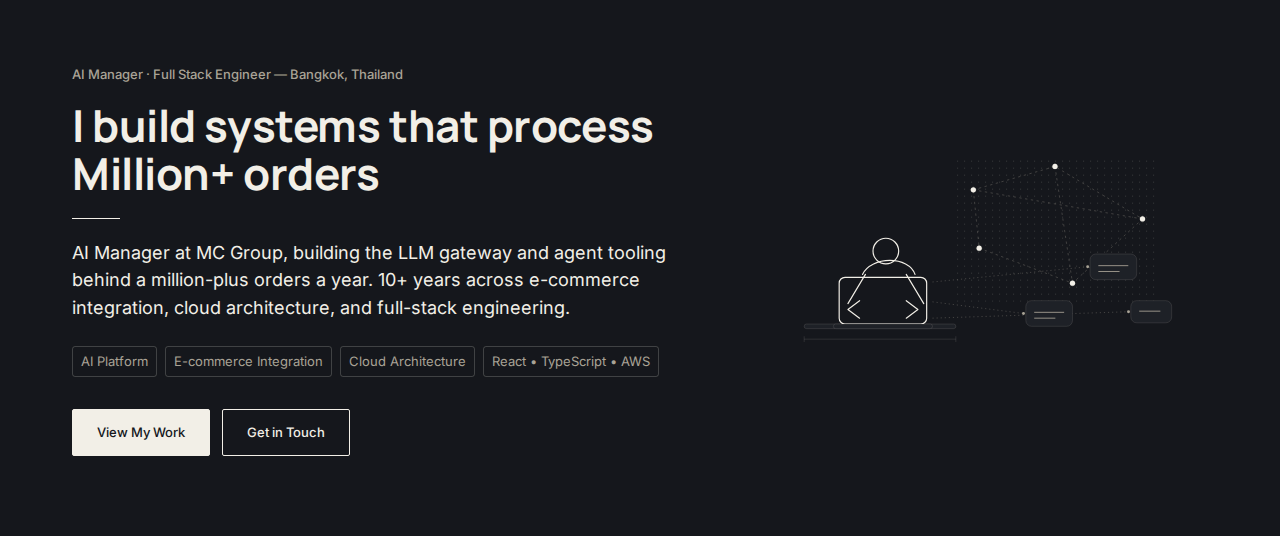 AI Manager · Full Stack Engineer — Bangkok, Thailand
I build systems that process
Million+ orders
AI Manager at MC Group, building the LLM gateway and agent tooling
behind a million-plus orders a year. 10+ years across e-commerce
integration, cloud architecture, and full-stack engineering.
AI Platform
E-commerce Integration
Cloud Architecture
React • TypeScript • AWS
View My Work
Get in Touch